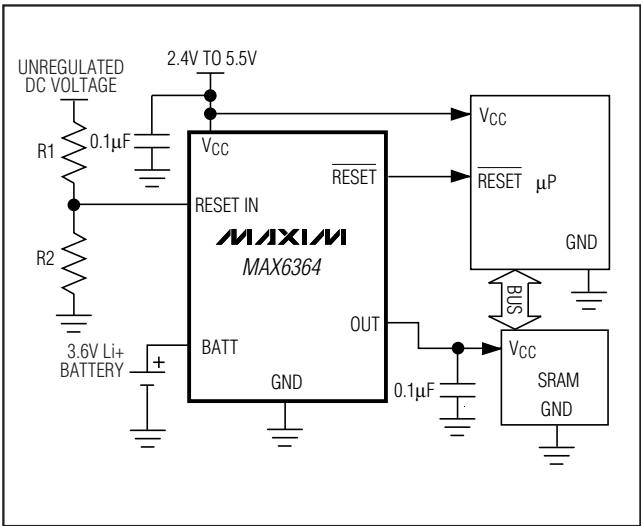 2.4V TO 5.5V
UNREGULATED
DC VOLTAGE
R1
0.1μF
VCC
RESET
RESET IN
MAXIM
MAX6364
R2
OUT
3.6V Li+
BATTERY
+
BATT
GND
VCC
RESET μP
GND
BUS
0.1μF
VCC
SRAM
GND